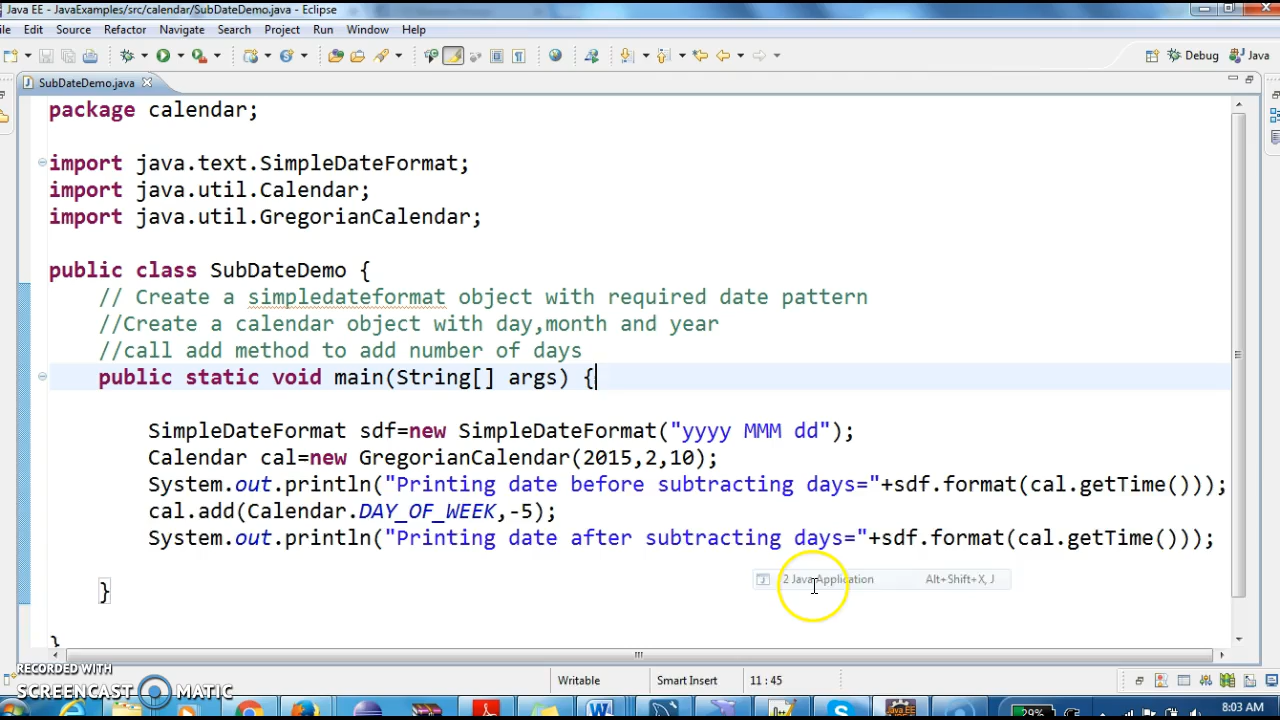 Java EE - JavaExamples/src/calendar/SubDateDemo.java - Eclipse
Edit Source Refactor Navigate Search Project Run Window Help
Debug Java
SubDateDemo.java
package calendar;
import java.text.SimpleDateFormat;
import java.util.Calendar;
import java.util.GregorianCalendar;
public class SubDateDemo {
// Create a simpledateformat object with required date pattern
//Create a calendar object with day,month and year
//call add method to add number of days
public static void main(String[] args) {
SimpleDateFormat sdf=new SimpleDateFormat("yyyy MMM dd");
Calendar cal=new GregorianCalendar(2015,2,10);
System.out.println("Printing date before subtracting days="+sdf.format(cal.getTime()));
cal.add(Calendar.DAY_OF_WEEK,-5);
System.out.println("Printing date after subtracting days="+sdf.format(cal.getTime()));
2 Java Application Alt+Shift+X, J
}
}
RECORDED WITH
SCREENCAST MATIC
Writable Smart Insert 11 : 45
29%
8:03 AM